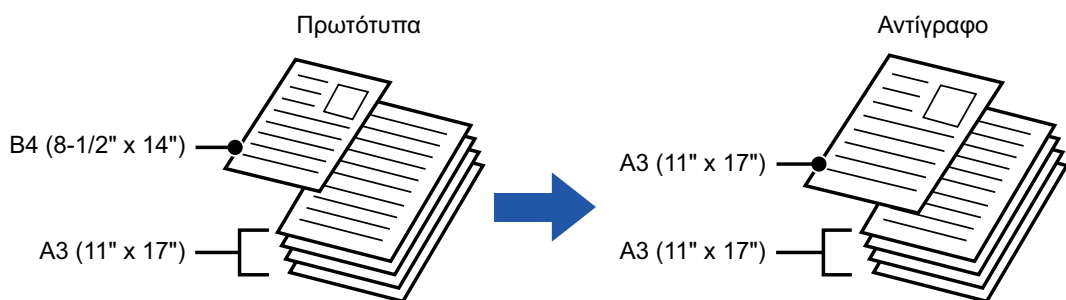 Πρωτότυπα
B4 (8-1/2" x 14")
A3 (11" x 17")
Αντίγραφο
A3 (11" x 17")
A3 (11" x 17")